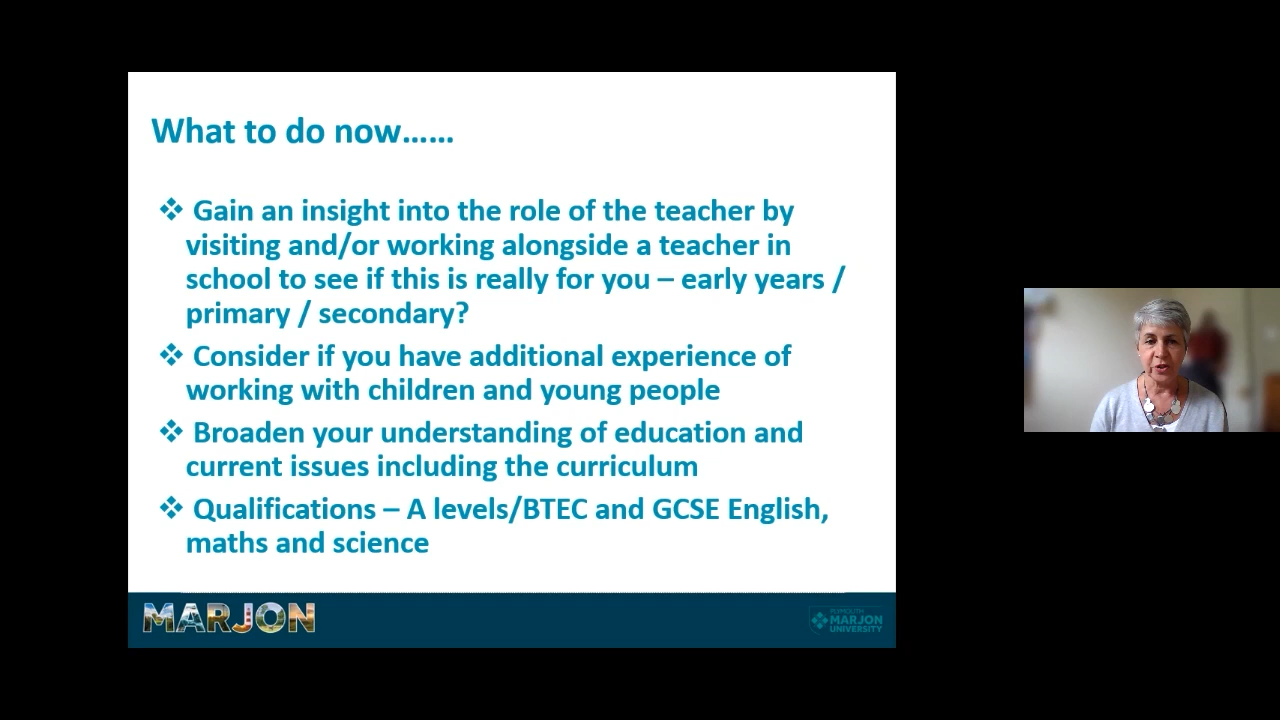 What to do now......
❖ Gain an insight into the role of the teacher by
visiting and/or working alongside a teacher in
school to see if this is really for you – early years /
primary / secondary?
❖ Consider if you have additional experience of
working with children and young people
❖ Broaden your understanding of education and
current issues including the curriculum
❖ Qualifications – A levels/BTEC and GCSE English,
maths and science
MARJON
PLYMOUTH
MARJON
UNIVERSITY